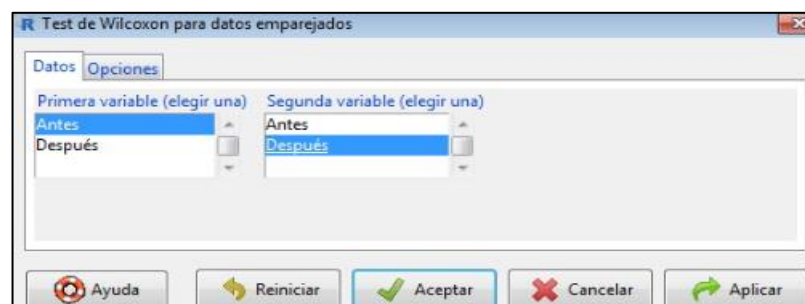 R Test de Wilcoxon para datos emparejados
Datos Opciones
Primera variable (elegir una) Segunda variable (elegir una)
Antes Antes
Después Después
Ayuda Reiniciar Aceptar Cancelar Aplicar